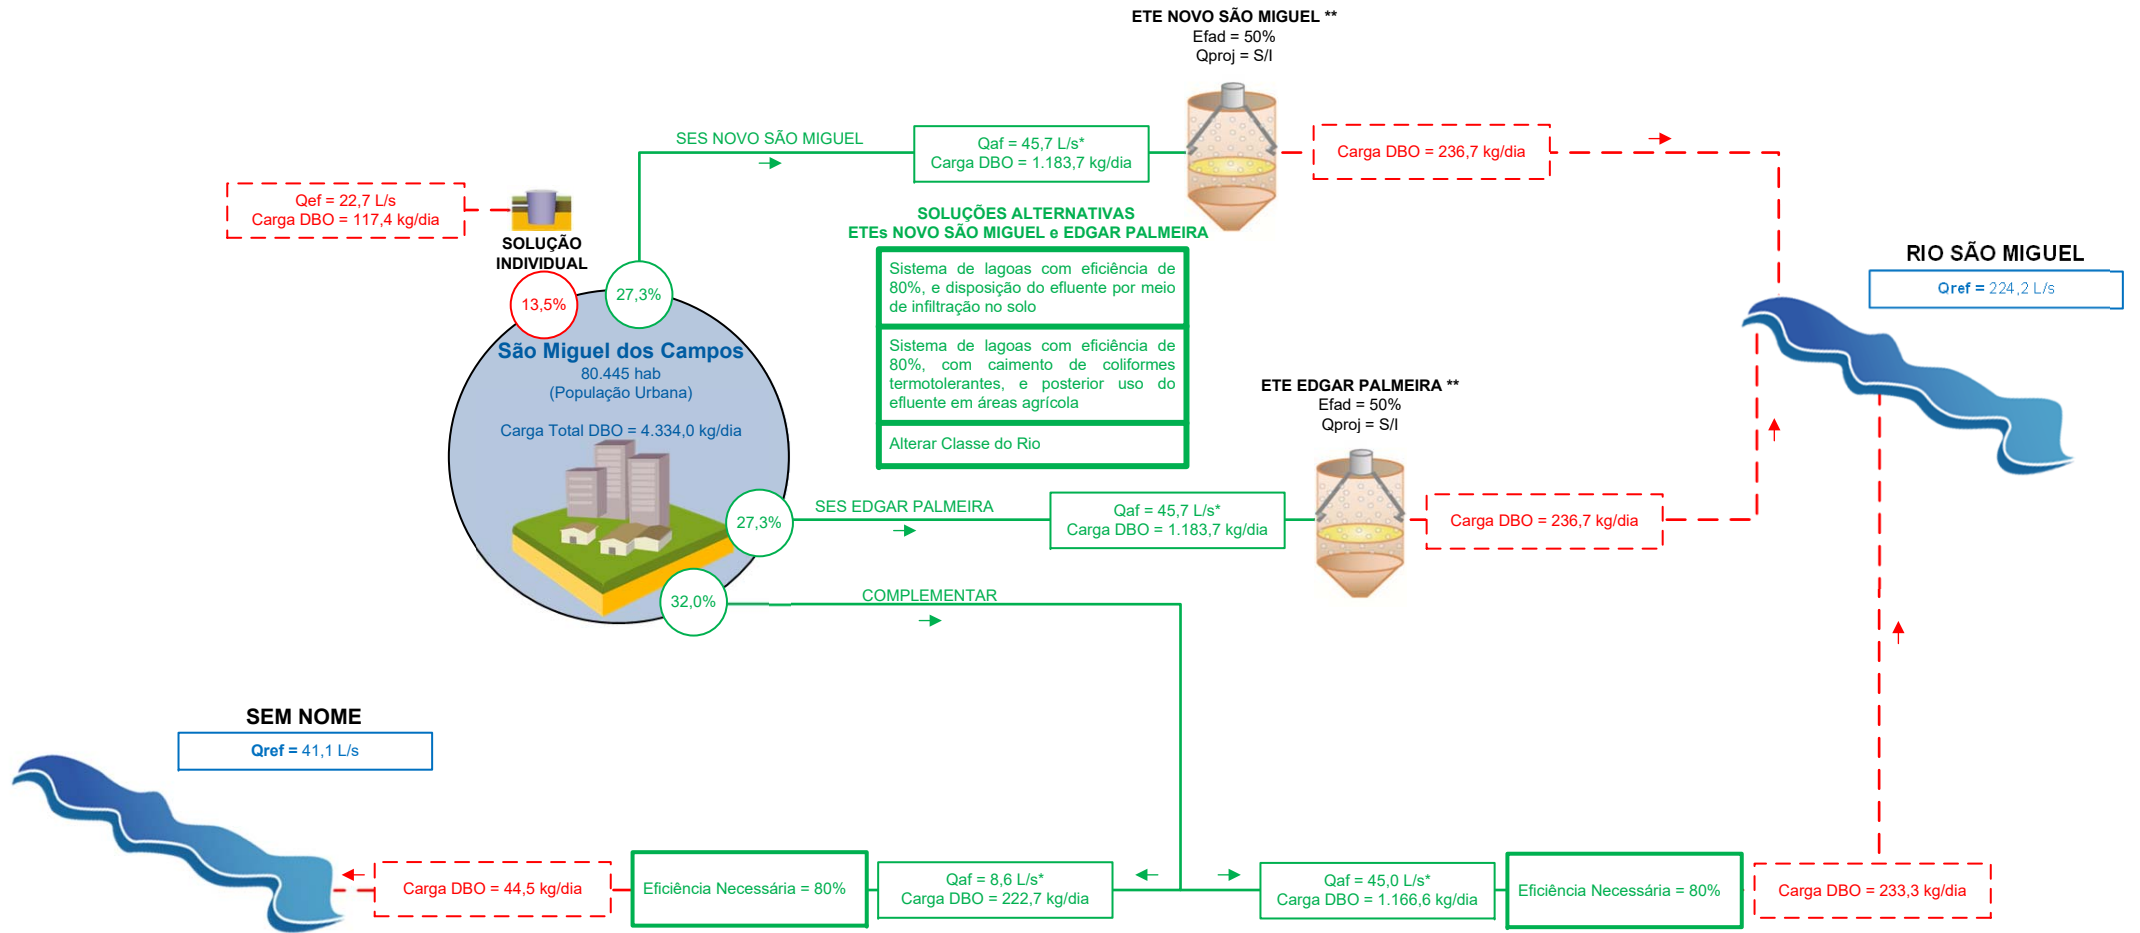 ETE NOVO SÃO MIGUEL **
Efad = 50%
Qproj = S/I
SES NOVO SÃO MIGUEL
Qaf = 45,7 L/s*
Carga DBO = 1.183,7 kg/dia
Carga DBO = 236,7 kg/dia
Qef = 22,7 L/s
Carga DBO = 117,4 kg/dia
SOLUÇÃO
INDIVIDUAL
13,5%
27,3%
SOLUÇÕES ALTERNATIVAS
ETEs NOVO SÃO MIGUEL e EDGAR PALMEIRA
Sistema de lagoas com eficiência de
80%, e disposição do efluente por meio
de infiltração no solo
Sistema de lagoas com eficiência de
80%, com caimento de coliformes
termotolerantes, e posterior uso do
efluente em áreas agrícola
Alterar Classe do Rio
RIO SÃO MIGUEL
Qref = 224,2 L/s
São Miguel dos Campos
80.445 hab
(População Urbana)
Carga Total DBO = 4.334,0 kg/dia
ETE EDGAR PALMEIRA **
Efad = 50%
Qproj = S/I
27,3%
SES EDGAR PALMEIRA
Qaf = 45,7 L/s*
Carga DBO = 1.183,7 kg/dia
Carga DBO = 236,7 kg/dia
32,0%
COMPLEMENTAR
SEM NOME
Qref = 41,1 L/s
Carga DBO = 44,5 kg/dia
Eficiência Necessária = 80%
Qaf = 8,6 L/s*
Carga DBO = 222,7 kg/dia
Qaf = 45,0 L/s*
Carga DBO = 1.166,6 kg/dia
Eficiência Necessária = 80%
Carga DBO = 233,3 kg/dia